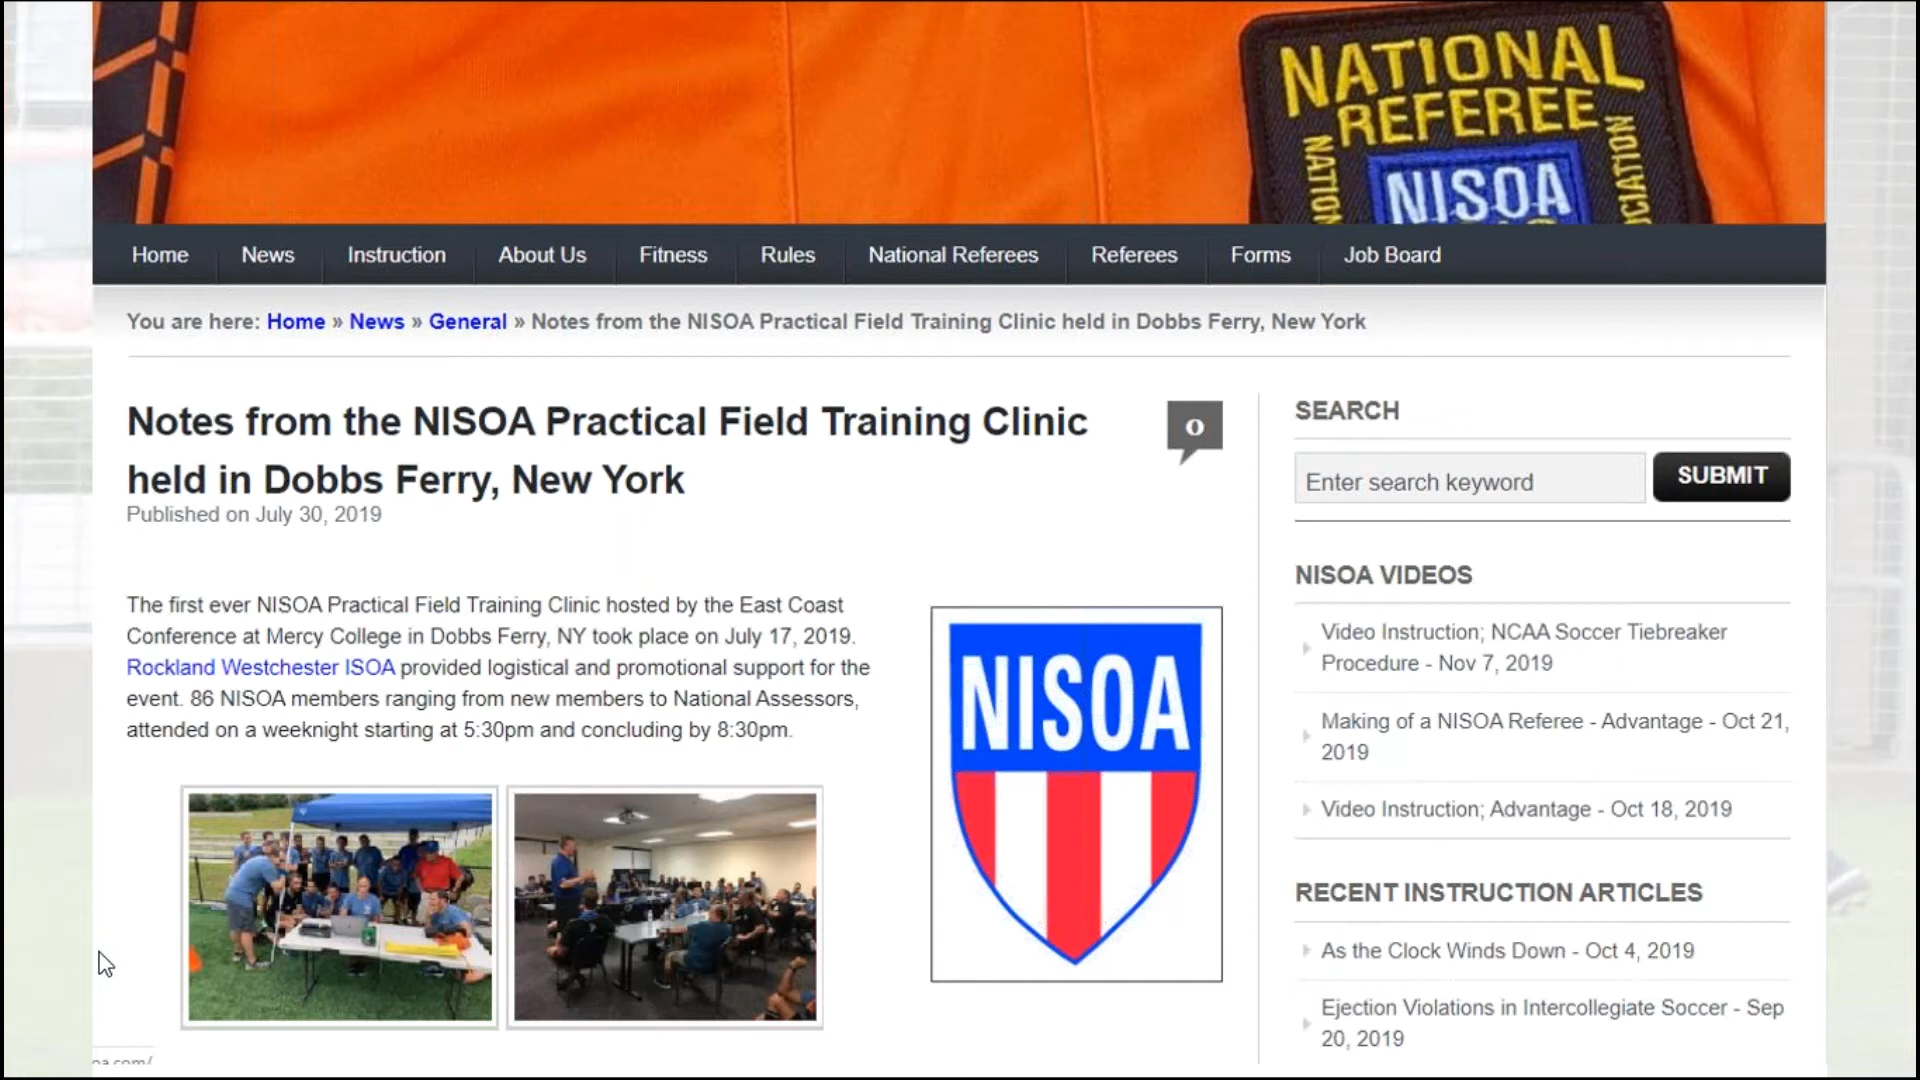 NATIONAL
REFEREE
NISOA
Home News Instruction About Us Fitness Rules National Referees Referees Forms Job Board
You are here: Home » News » General » Notes from the NISOA Practical Field Training Clinic held in Dobbs Ferry, New York
Notes from the NISOA Practical Field Training Clinic
held in Dobbs Ferry, New York
0
Published on July 30, 2019
The first ever NISOA Practical Field Training Clinic hosted by the East Coast
Conference at Mercy College in Dobbs Ferry, NY took place on July 17, 2019.
Rockland Westchester ISOA provided logistical and promotional support for the
event. 86 NISOA members ranging from new members to National Assessors,
attended on a weeknight starting at 5:30pm and concluding by 8:30pm.
NISOA
SEARCH
Enter search keyword SUBMIT
NISOA VIDEOS
Video Instruction; NCAA Soccer Tiebreaker
Procedure - Nov 7, 2019
Making of a NISOA Referee - Advantage - Oct 21,
2019
Video Instruction; Advantage - Oct 18, 2019
RECENT INSTRUCTION ARTICLES
As the Clock Winds Down - Oct 4, 2019
Ejection Violations in Intercollegiate Soccer - Sep
20, 2019